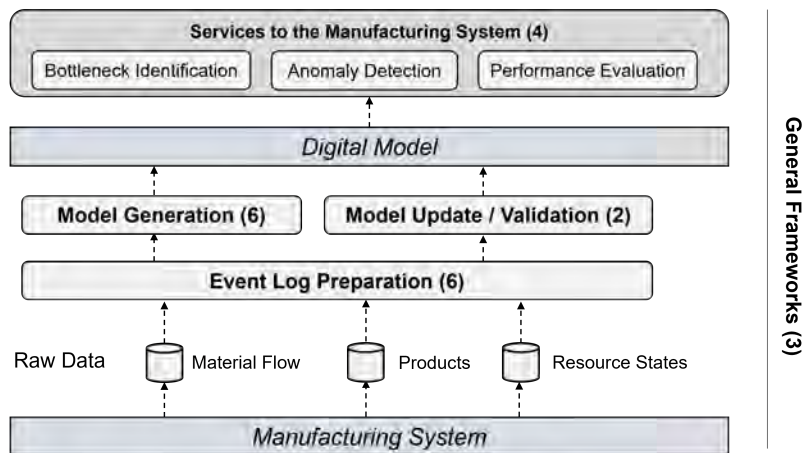 Services to the Manufacturing System (4)
Bottleneck Identification
Anomaly Detection
Performance Evaluation
Digital Model
Model Generation (6)
Model Update / Validation (2)
Event Log Preparation (6)
Raw Data
Material Flow
Products
Resource States
Manufacturing System
General Frameworks (3)